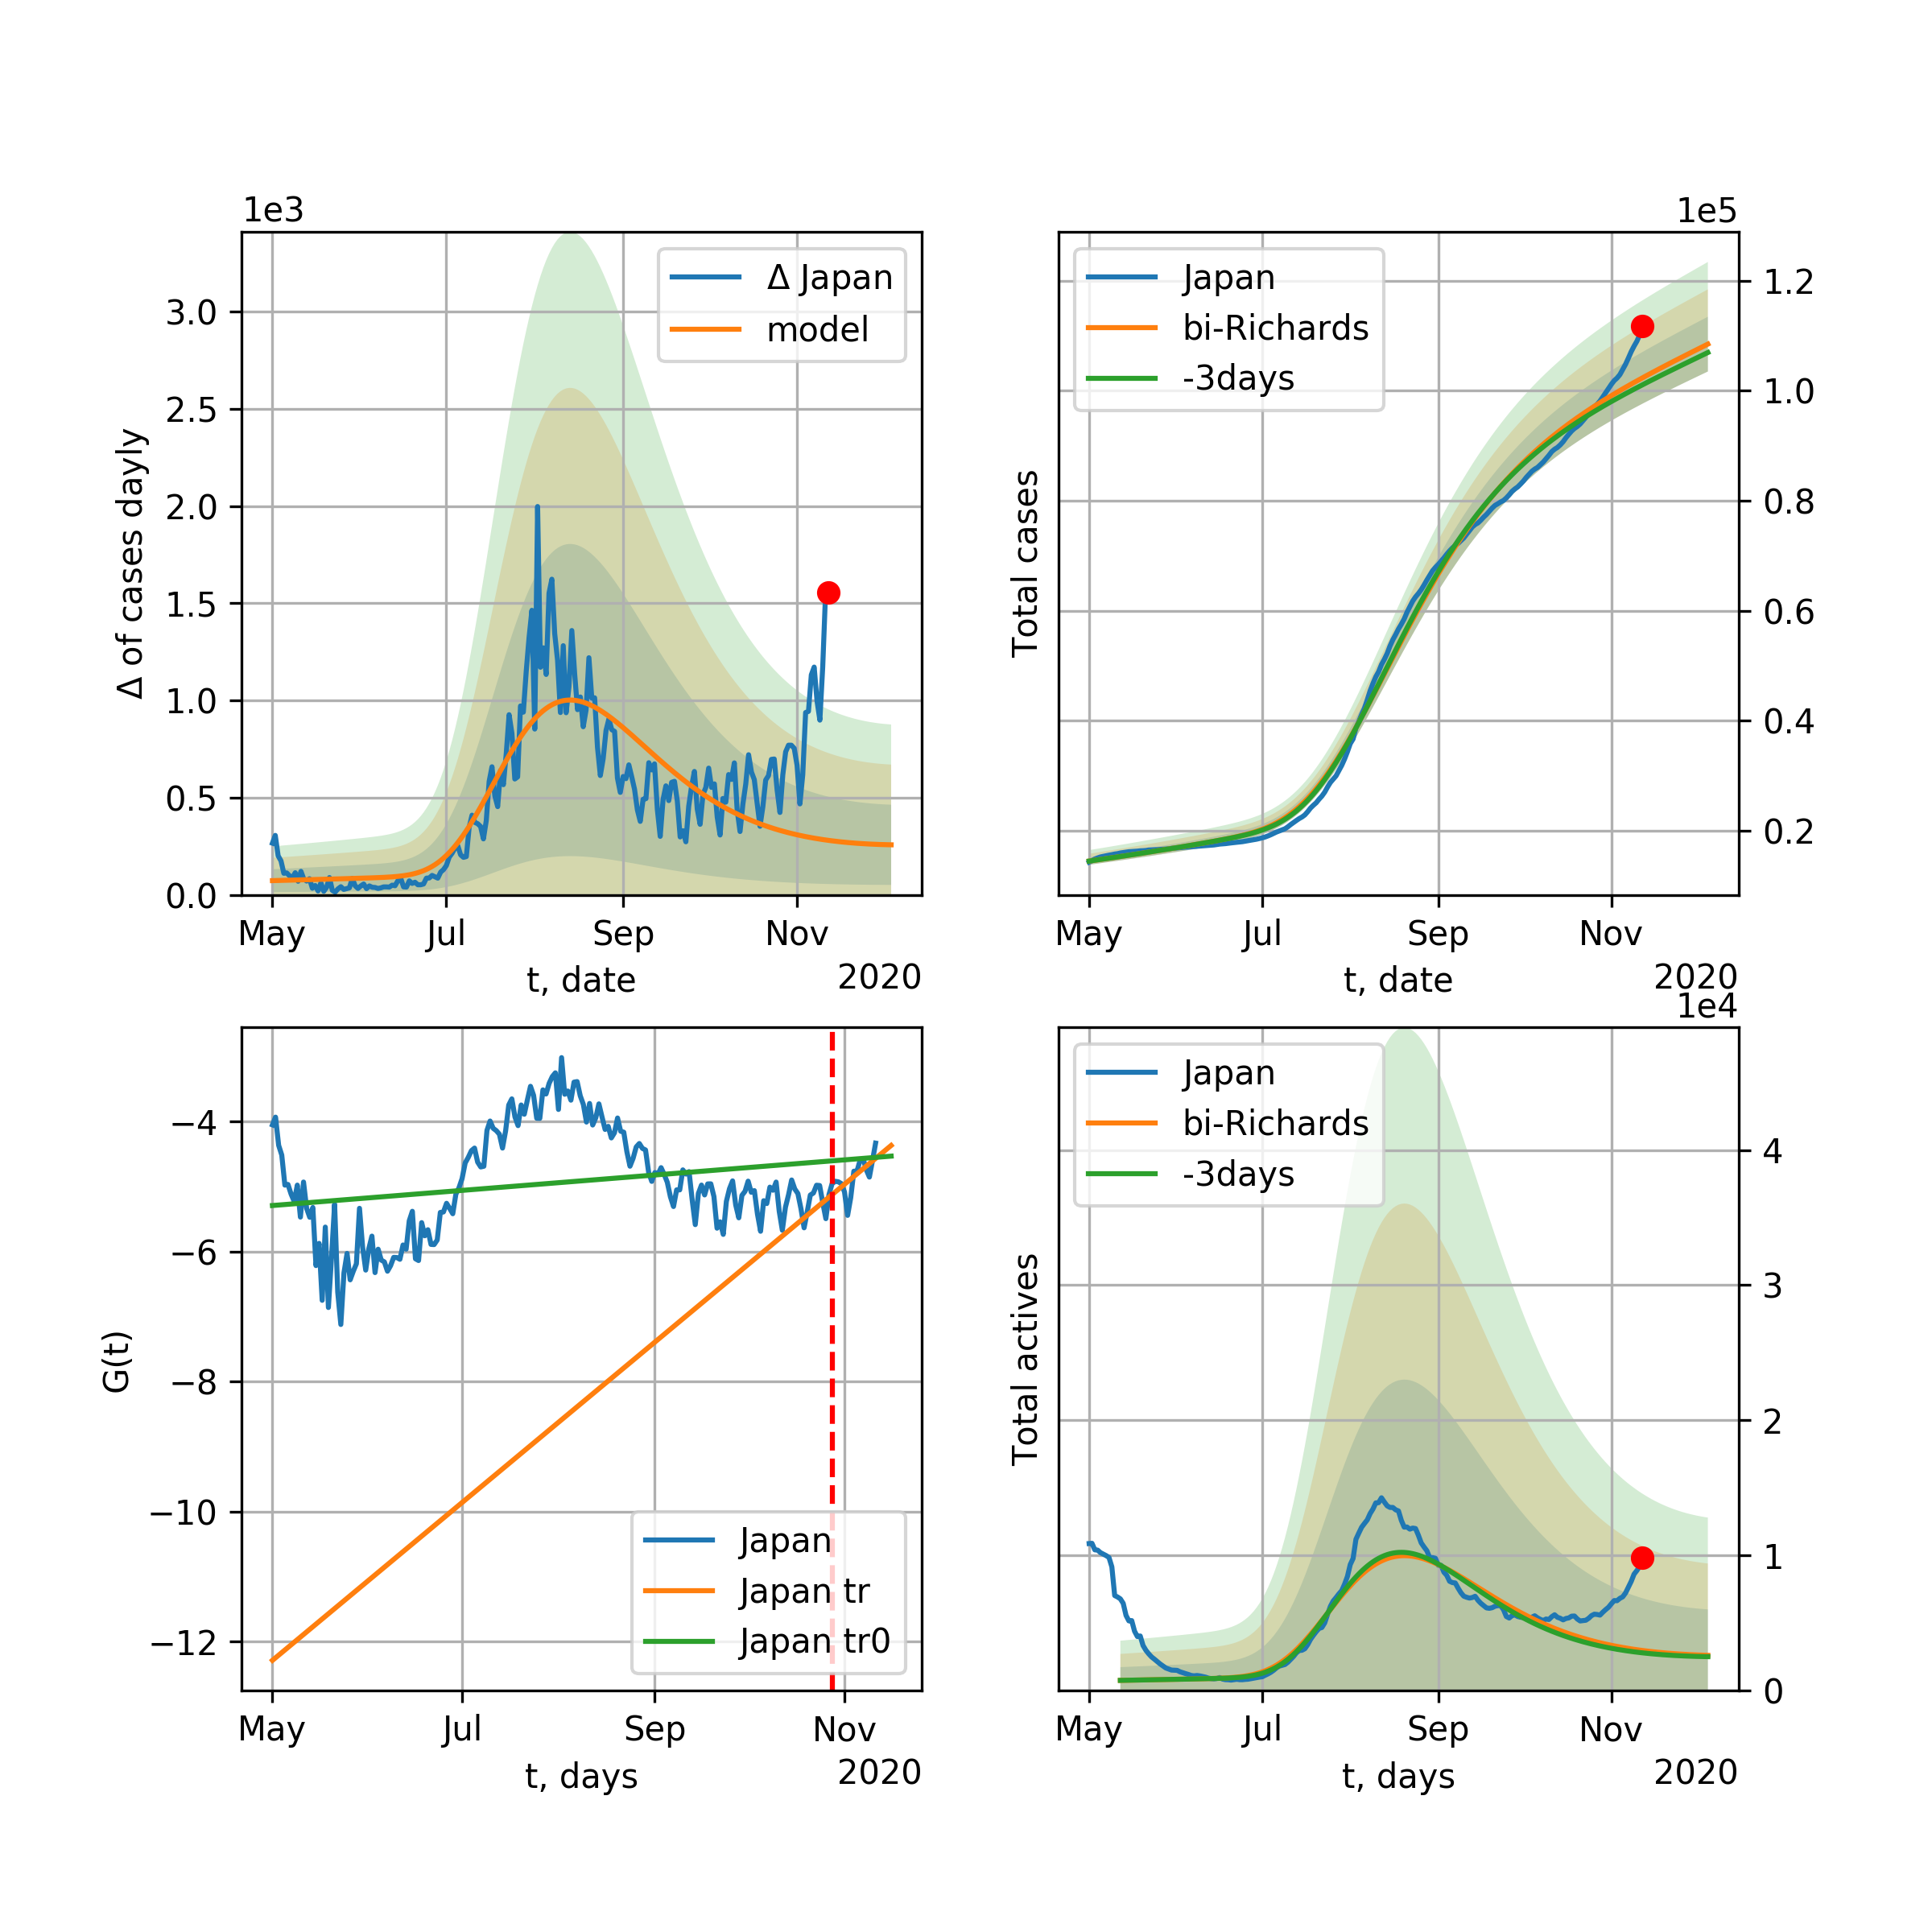 1e3
Δ of cases dayly
3.0
2.5
2.0
1.5
1.0
0.5
0.0
Δ Japan
model
May Jul Sep Nov
t, date
2020
1e5
Total cases
Japan
bi-Richards
-3days
1.2
1.0
0.8
0.6
0.4
0.2
May Jul Sep Nov
t, date
2020
G(t)
−4
−6
−8
−10
−12
Japan
Japan tr
Japan tr0
May Jul Sep Nov
t, days
2020
1e4
Total actives
Japan
bi-Richards
-3days
4
3
2
1
0
May Jul Sep Nov
t, days
2020